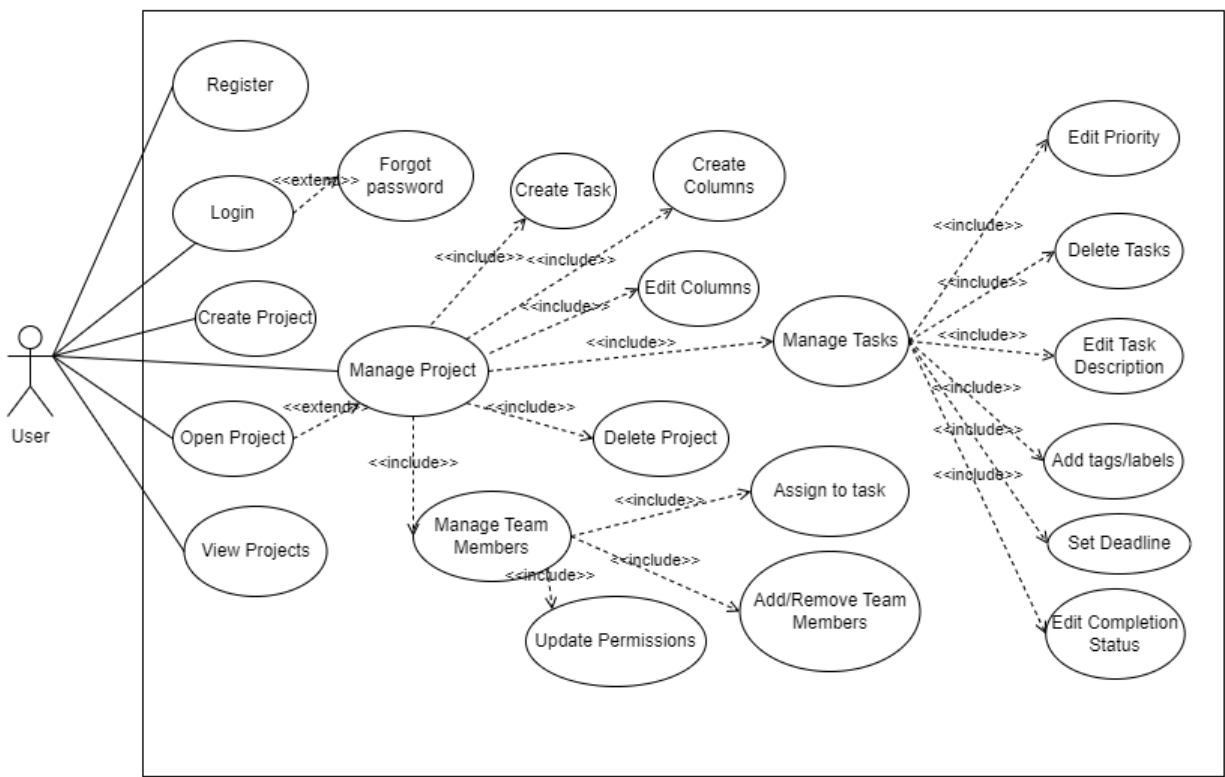 Register
Forgot
password
<<extend>>
Login
Create Task
Create
Columns
Edit Priority
<<include>>
<<include>>
<<include>>
Delete Tasks
Edit Columns
<<include>>
<<include>>
Create Project
Manage Project
<<include>>
Manage Tasks
<<include>>
Edit Task
Description
User
Open Project
<<extend>>
<<include>>
Delete Project
<<include>>
<<include>>
Add tags/labels
<<include>>
<<include>>
Manage Team
Members
<<include>>
Assign to task
View Projects
Set Deadline
<<include>>
<<include>>
Add/Remove Team
Members
Update Permissions
Edit Completion
Status